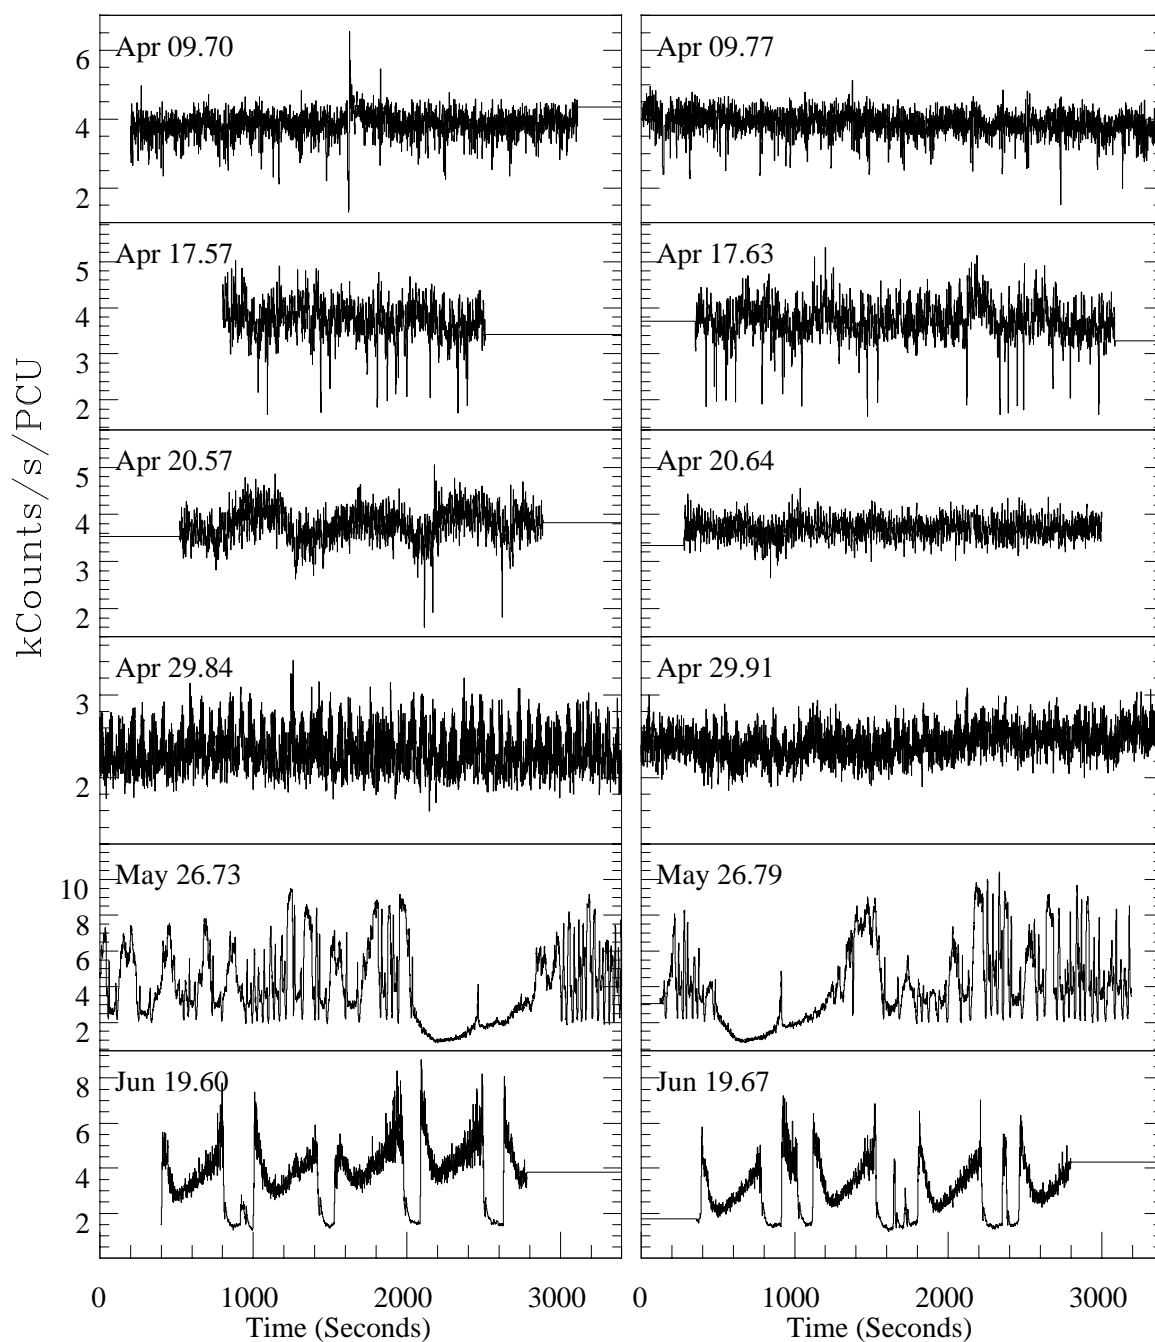 kCounts/s/PCU
Apr 09.70
6
4
2
Apr 09.77
Apr 17.57
5
4
3
2
Apr 17.63
Apr 20.57
5
4
3
2
Apr 20.64
Apr 29.84
3
2
Apr 29.91
May 26.73
10
8
6
4
2
May 26.79
Jun 19.60
8
6
4
2
Jun 19.67
0 1000 2000 3000
0 1000 2000 3000
Time (Seconds)
Time (Seconds)